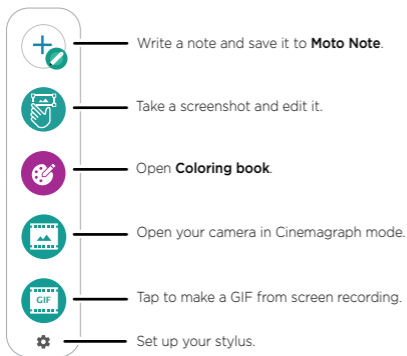 Write a note and save it to Moto Note.
Take a screenshot and edit it.
Open Coloring book.
Open your camera in Cinemagraph mode.
GIF
Tap to make a GIF from screen recording.
Set up your stylus.